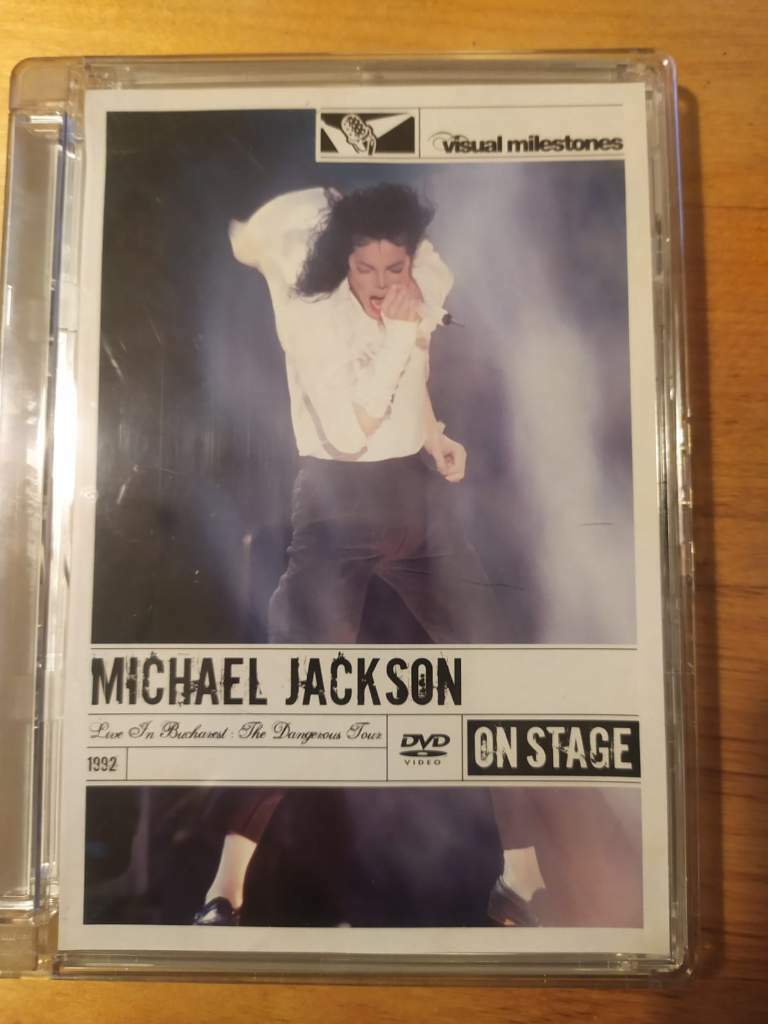 visual milestones
MICHAEL JACKSON
Live In Bucharest : The Dangerous Tour
DVD
VIDEO
ON STAGE
1992